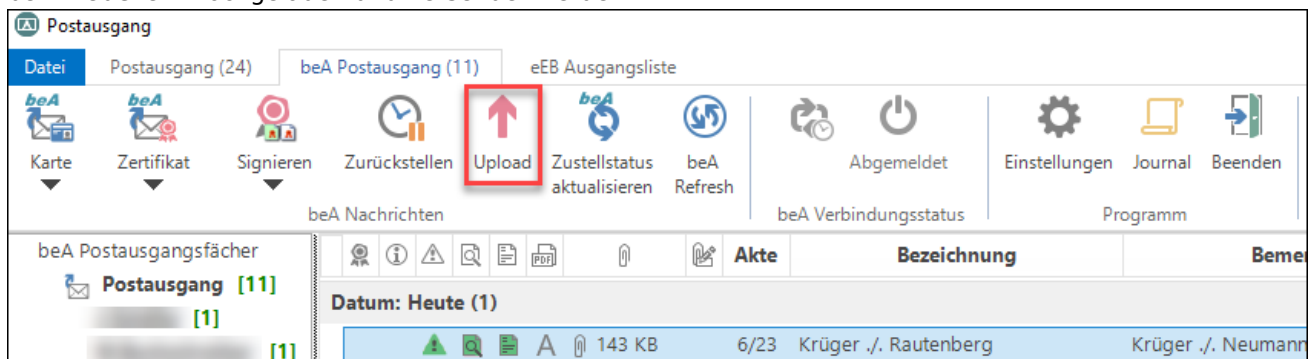 Postausgang
Datei Postausgang (24) beA Postausgang (11) eEB Ausgangsliste
beA beA beA
Karte Zertifikat Signieren Zurückstellen Upload Zustellstatus aktualisieren beA Refresh Abgemeldet Einstellungen Journal Beenden
beA Nachrichten beA Verbindungsstatus Programm
beA Postausgangsfächer
PDF Akte Bezeichnung
Postausgang [11]
Datum: Heute (1)
[1]
[1]
A 143 KB 6/23 Krüger ./. Rautenberg Krüger ./. Neumann